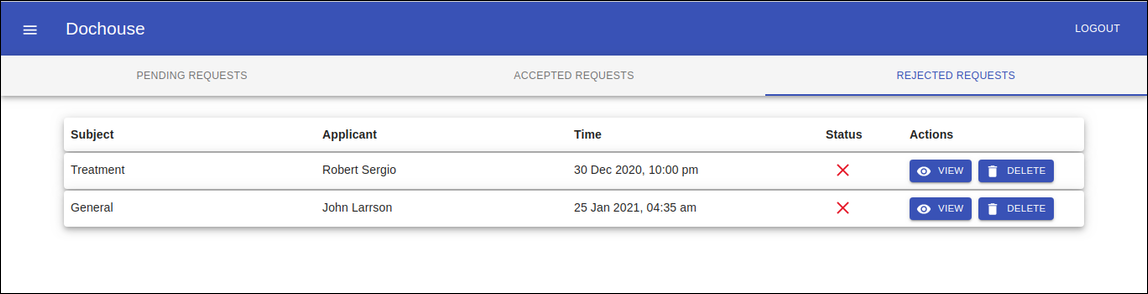 Dochouse LOGOUT
PENDING REQUESTS ACCEPTED REQUESTS REJECTED REQUESTS
Subject Applicant Time Status Actions
Treatment Robert Sergio 30 Dec 2020, 10:00 pm VIEW DELETE
General John Larrson 25 Jan 2021, 04:35 am VIEW DELETE